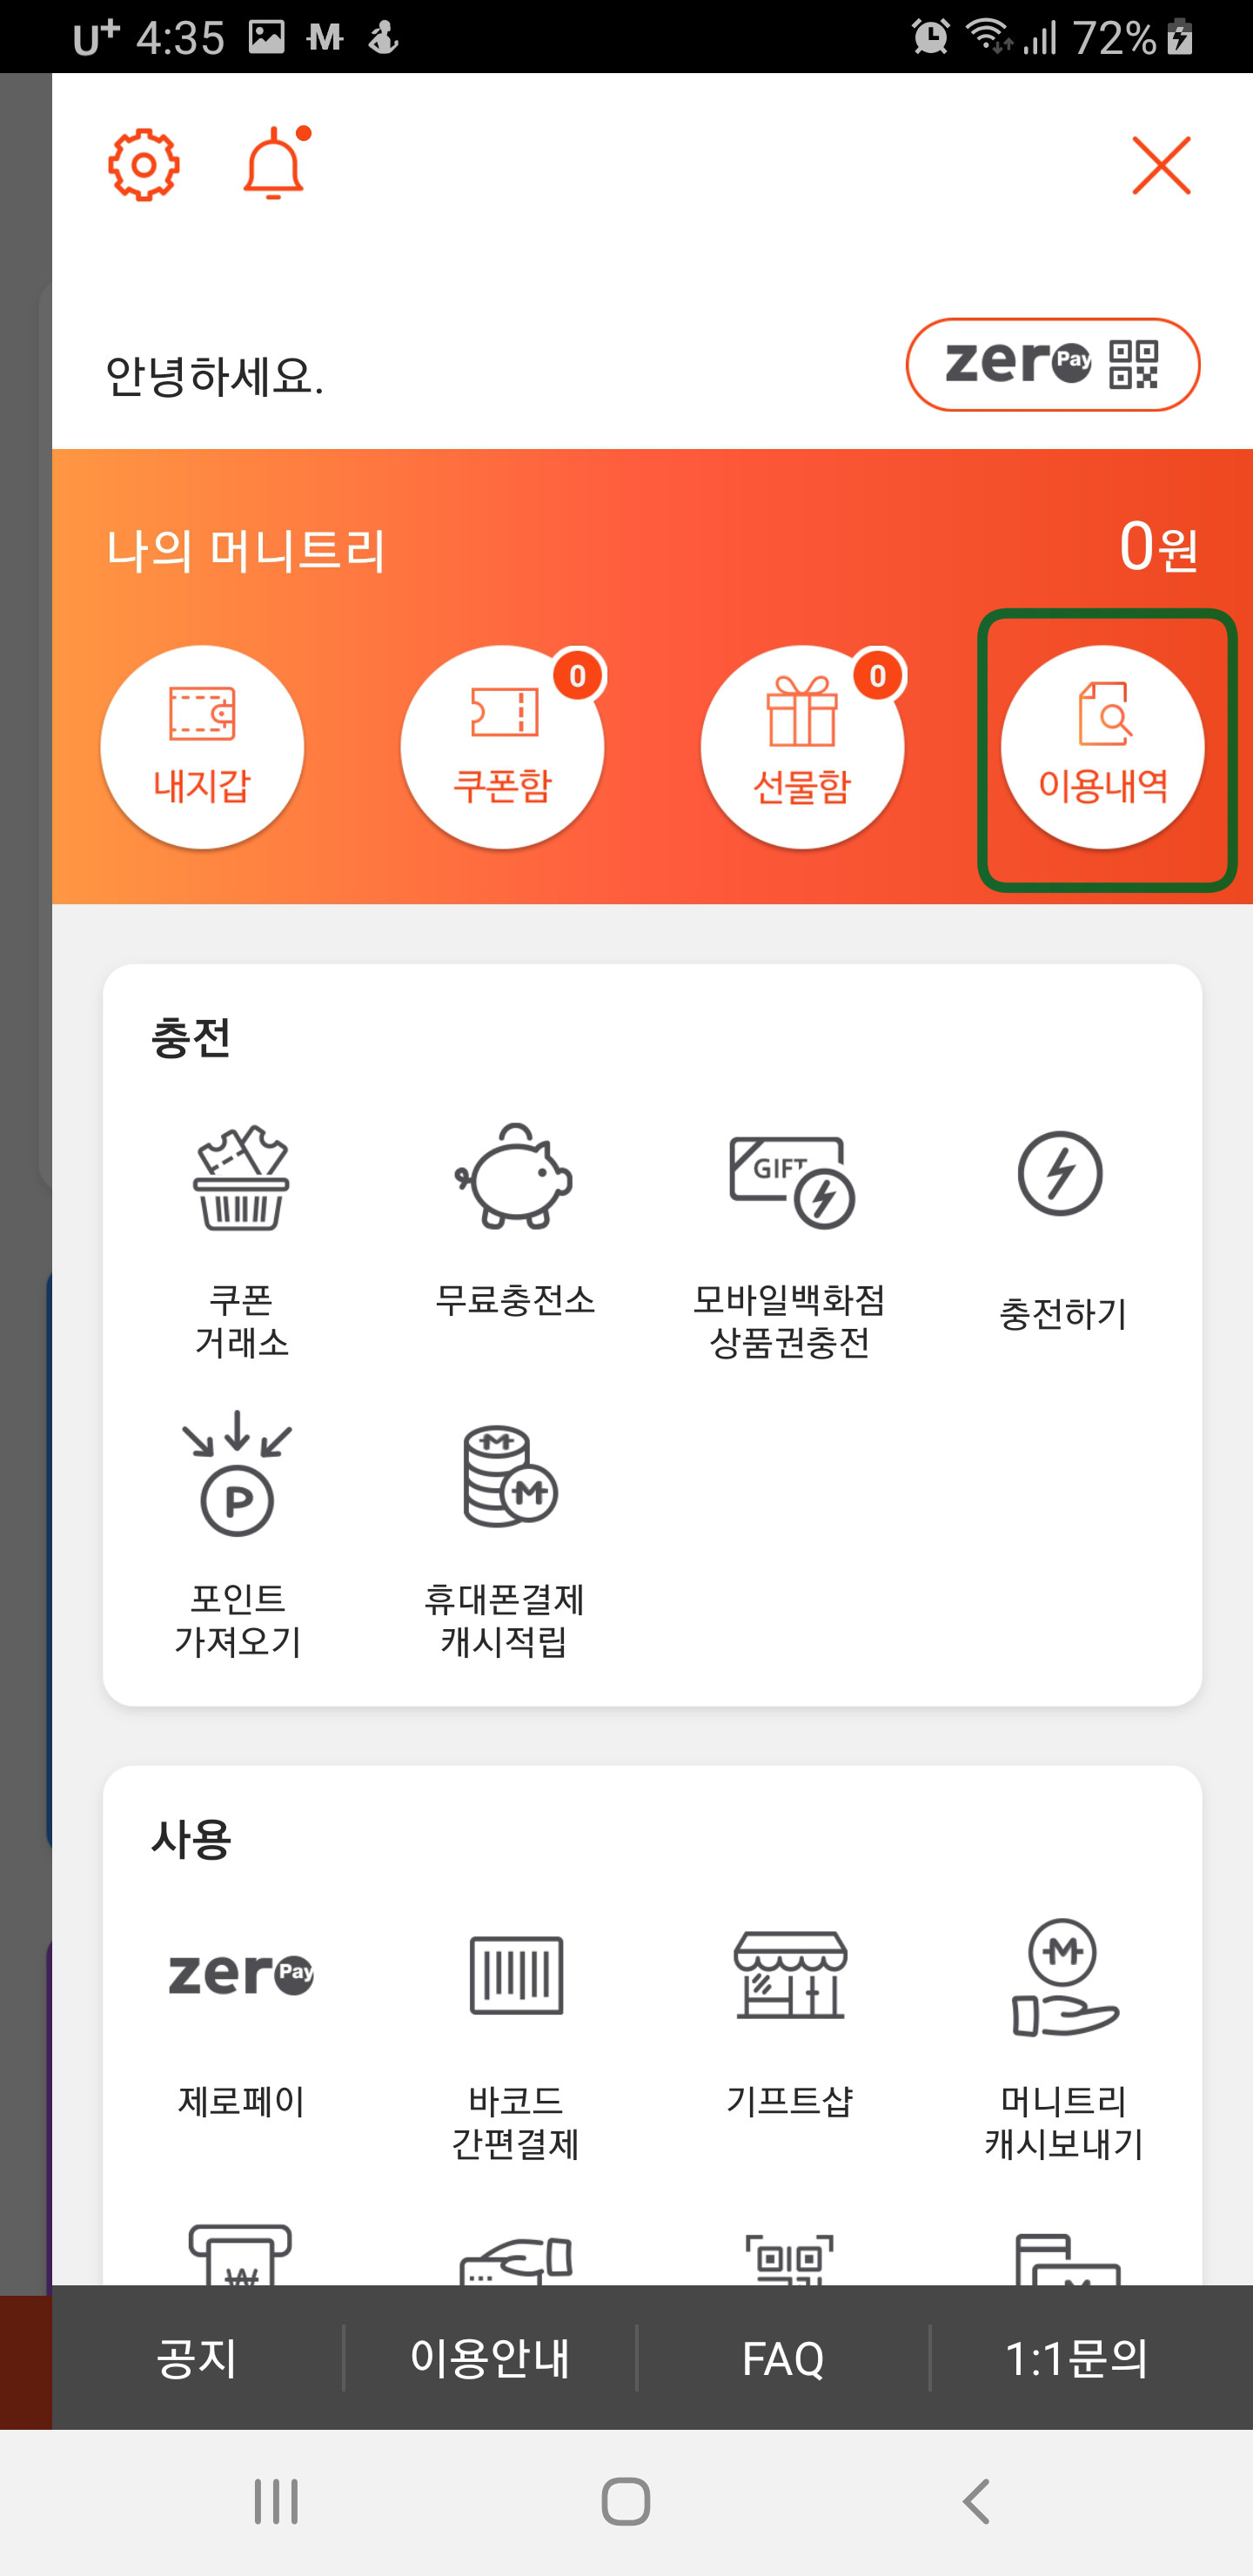 U+ 4:35 M 72%
안녕하세요.
zero Pay
나의 머니트리
0원
0
0
내지갑
쿠폰함
선물함
이용내역
충전
GIFT
쿠폰
거래소
무료충전소
모바일백화점
상품권충전
충전하기
P
M
M
포인트
가져오기
휴대폰결제
캐시적립
사용
zero Pay
M
제로페이
바코드
간편결제
기프트샵
머니트리
캐시보내기
₩
공지
이용안내
FAQ
1:1문의